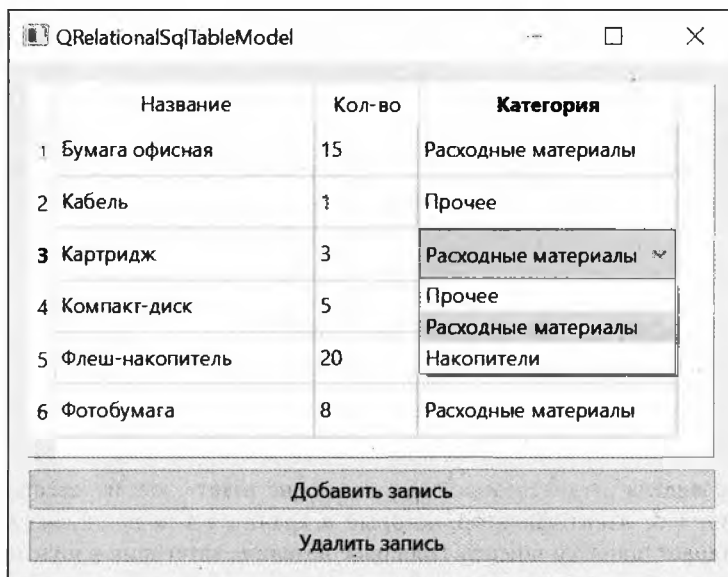 QRelationalSqlTableModel
Название Кол-во Категория
1 Бумага офисная 15 Расходные материалы
2 Кабель 1 Прочее
3 Картридж 3 Расходные материалы
4 Компакт-диск 5 Прочее
Расходные материалы
5 Флеш-накопитель 20 Накопители
6 Фотобумага 8 Расходные материалы
Добавить запись
Удалить запись